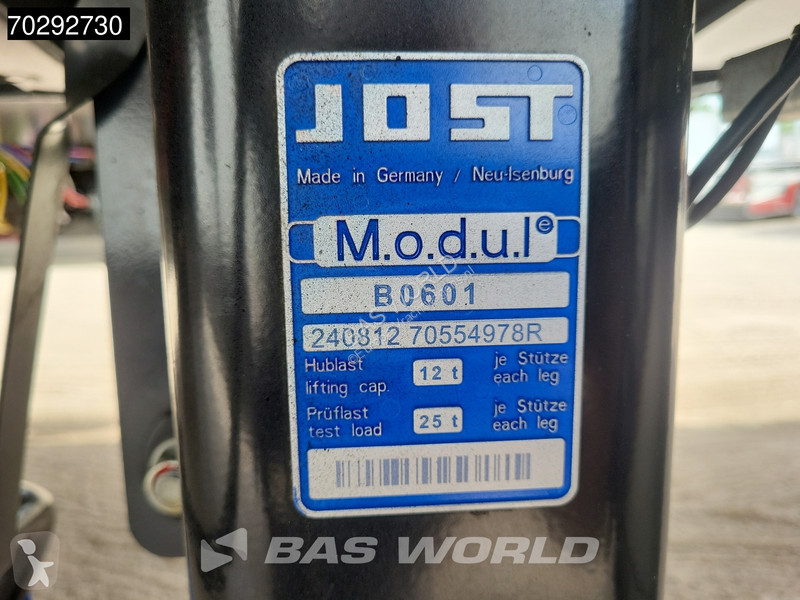 70292730
JOST
Made in Germany / Neu-Isenburg
M.o.d.u.l e
B0601
240812 70554978R
Hublast 12 t je Stütze
lifting cap. each leg
Prüflast 25 t je Stütze
test load each leg
BAS WORLD